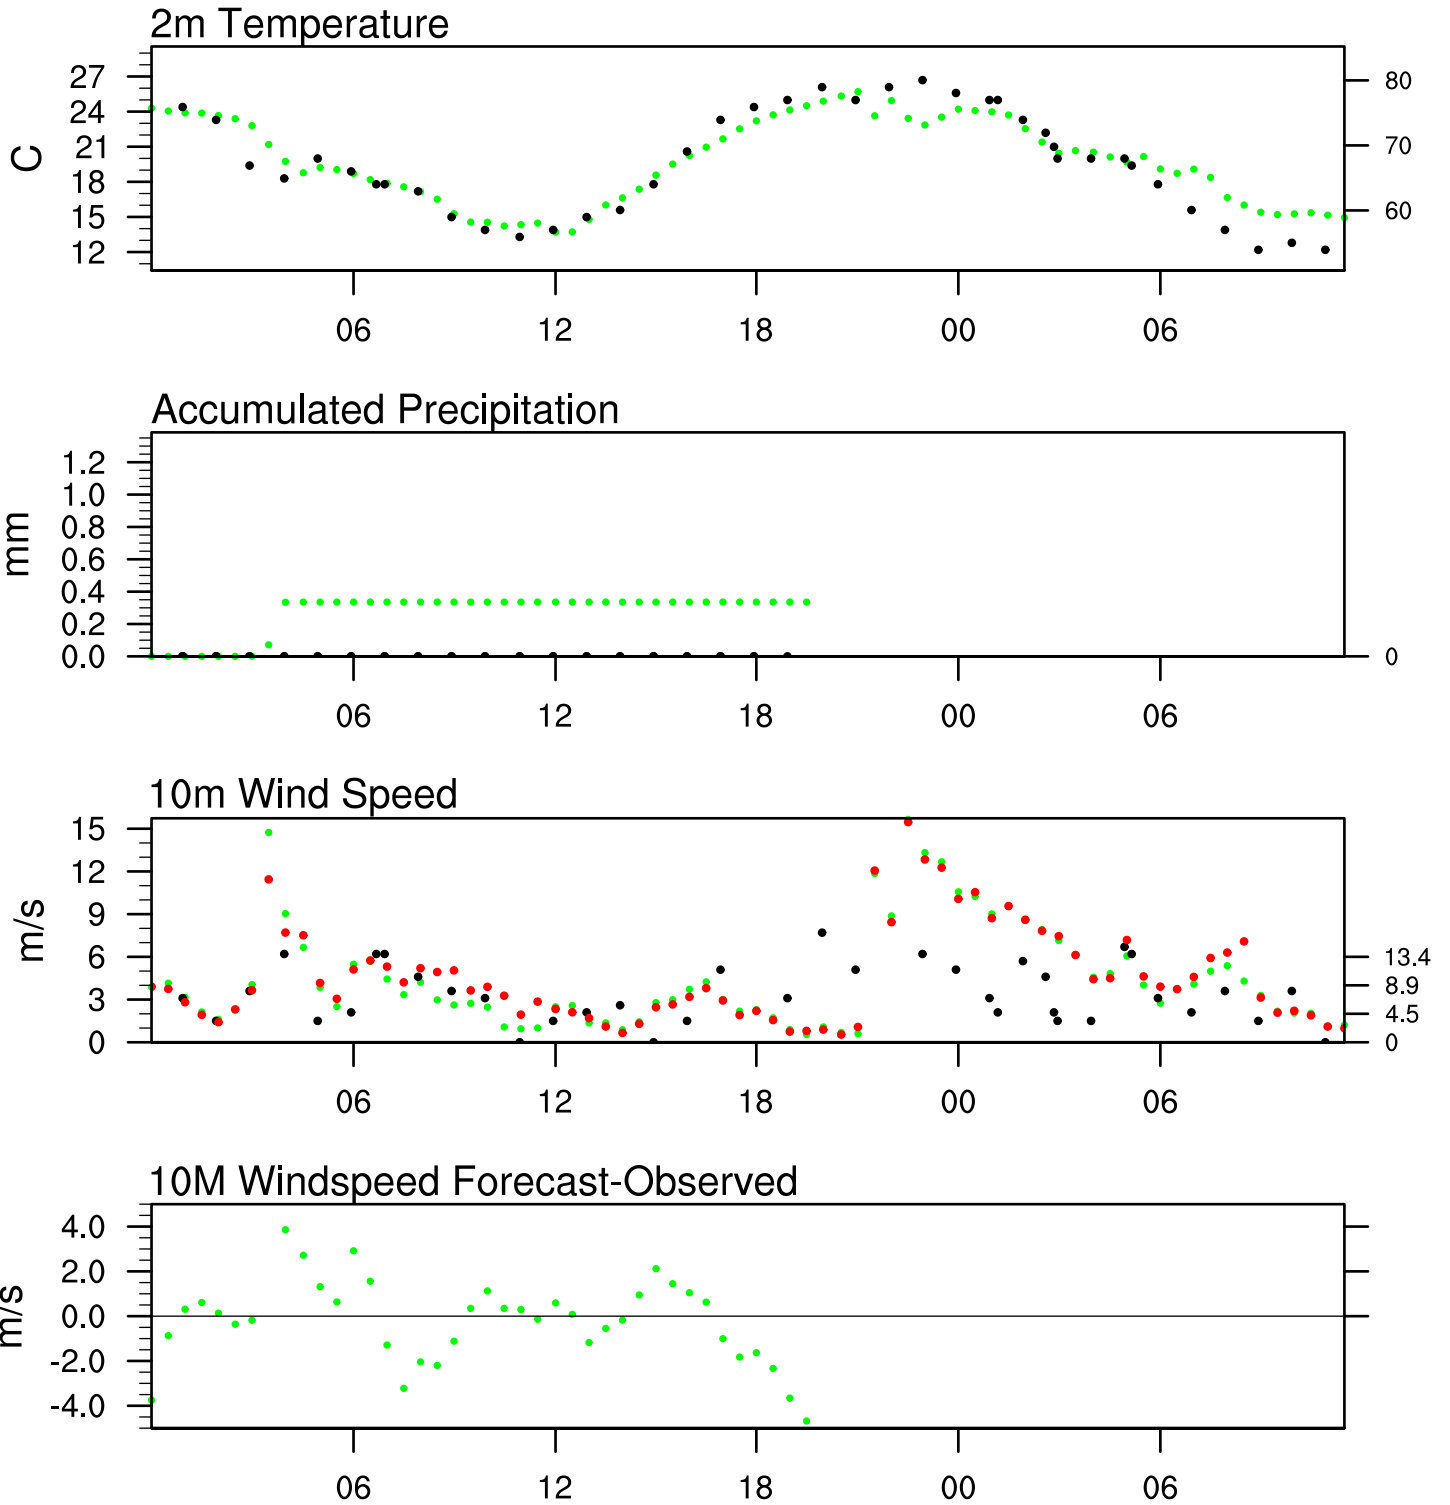 2m Temperature
27
24
21
18
15
12
C
80
70
60
06 12 18 00 06
Accumulated Precipitation
1.2
1.0
0.8
0.6
0.4
0.2
0.0
mm
0
06 12 18 00 06
10m Wind Speed
15
12
9
6
3
0
m/s
13.4
8.9
4.5
0
06 12 18 00 06
10M Windspeed Forecast-Observed
4.0
2.0
0.0
-2.0
-4.0
m/s
06 12 18 00 06